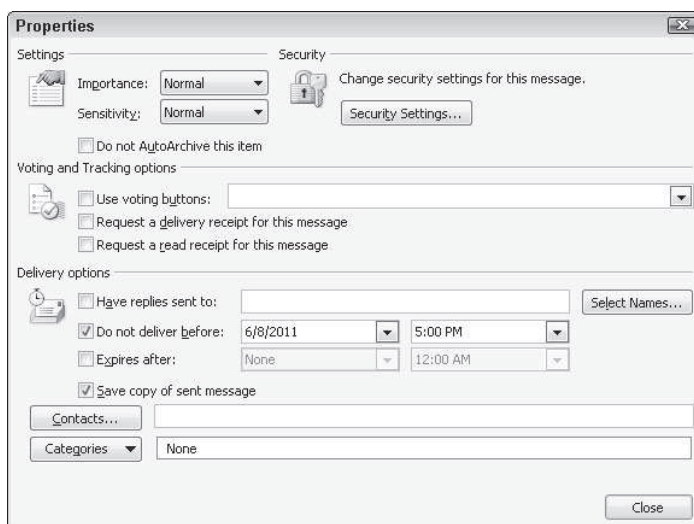 Properties
Settings
Security
Importance: Normal
Change security settings for this message.
Sensitivity: Normal
Security Settings...
Do not AutoArchive this item
Voting and Tracking options
Use voting buttons:
Request a delivery receipt for this message
Request a read receipt for this message
Delivery options
Have replies sent to:
Select Names...
Do not deliver before: 6/8/2011 5:00 PM
Expires after: None 12:00 AM
Save copy of sent message
Contacts...
Categories None
Close